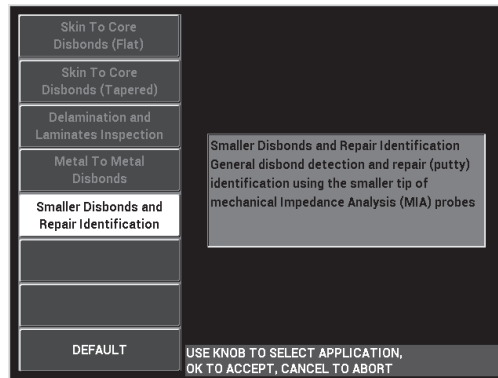 Skin To Core
Disbonds (Flat)
Skin To Core
Disbonds (Tapered)
Delamination and
Laminates Inspection
Metal To Metal
Disbonds
Smaller Disbonds and
Repair Identification
DEFAULT
Smaller Disbonds and Repair Identification
General disbond detection and repair (putty)
identification using the smaller tip of
mechanical Impedance Analysis (MIA) probes
USE KNOB TO SELECT APPLICATION,
OK TO ACCEPT, CANCEL TO ABORT